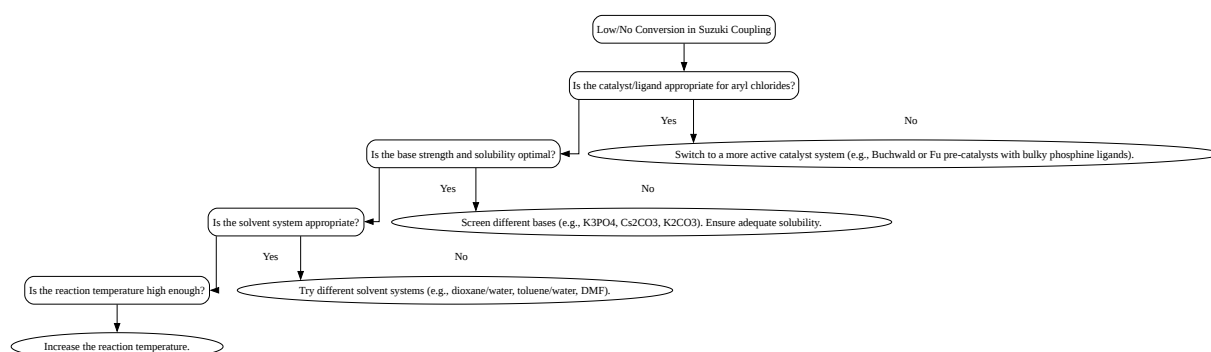 Low/No Conversion in Suzuki Coupling
Is the catalyst/ligand appropriate for aryl chlorides?
Yes
No
Is the base strength and solubility optimal?
Switch to a more active catalyst system (e.g., Buchwald or Fu pre-catalysts with bulky phosphine ligands).
Yes
No
Is the solvent system appropriate?
Screen different bases (e.g., K3PO4, Cs2CO3, K2CO3). Ensure adequate solubility.
Yes
No
Is the reaction temperature high enough?
Try different solvent systems (e.g., dioxane/water, toluene/water, DMF).
Increase the reaction temperature.